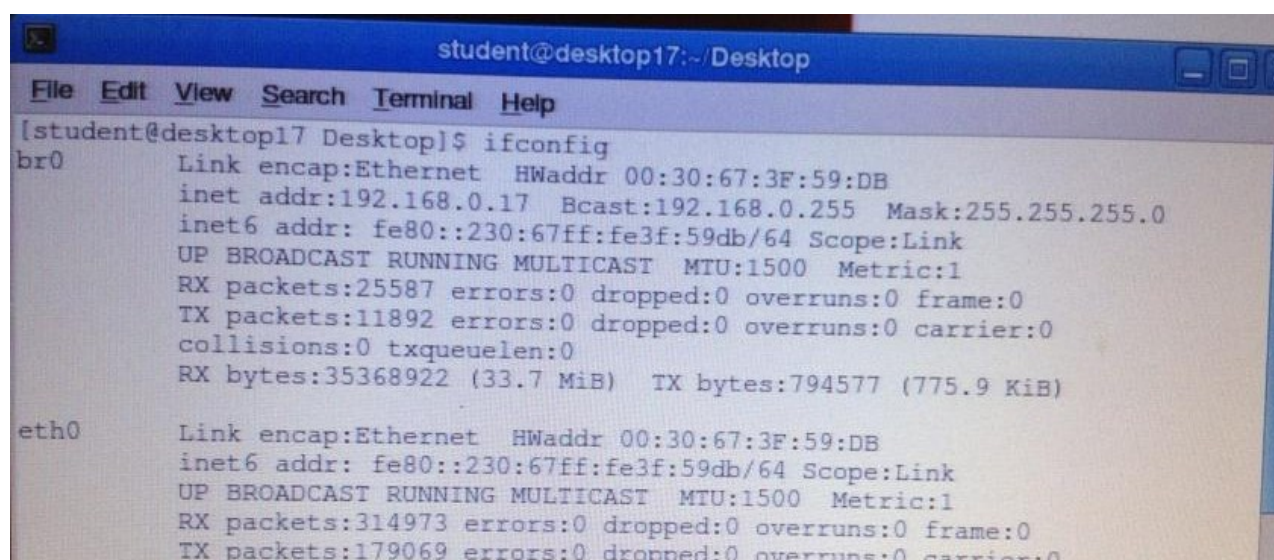 student@desktop17:~/Desktop
File Edit View Search Terminal Help
[student@desktop17 Desktop]$ ifconfig
br0 Link encap:Ethernet HWaddr 00:30:67:3F:59:DB
inet addr:192.168.0.17 Bcast:192.168.0.255 Mask:255.255.255.0
inet6 addr: fe80::230:67ff:fe3f:59db/64 Scope:Link
UP BROADCAST RUNNING MULTICAST MTU:1500 Metric:1
RX packets:25587 errors:0 dropped:0 overruns:0 frame:0
TX packets:11892 errors:0 dropped:0 overruns:0 carrier:0
collisions:0 txqueuelen:0
RX bytes:35368922 (33.7 MiB) TX bytes:794577 (775.9 KiB)
eth0 Link encap:Ethernet HWaddr 00:30:67:3F:59:DB
inet6 addr: fe80::230:67ff:fe3f:59db/64 Scope:Link
UP BROADCAST RUNNING MULTICAST MTU:1500 Metric:1
RX packets:314973 errors:0 dropped:0 overruns:0 frame:0
TX packets:179069 errors:0 dropped:0 overruns:0 carrier:0